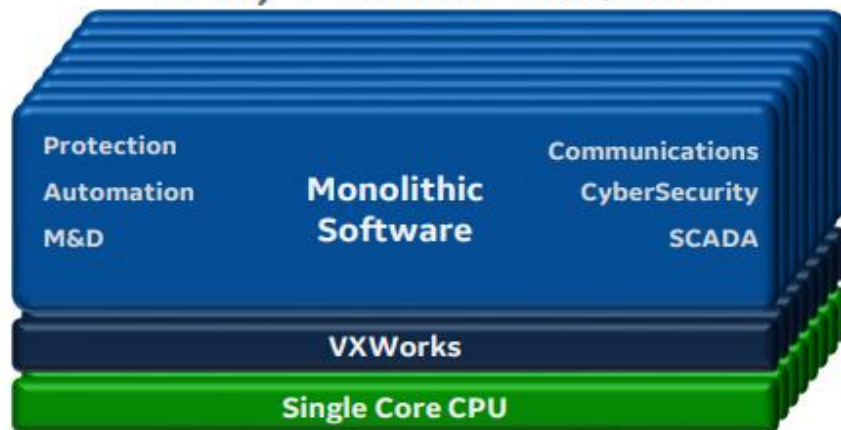 Protection
Automation
M&D
Monolithic
Software
Communications
CyberSecurity
SCADA
VXWorks
Single Core CPU